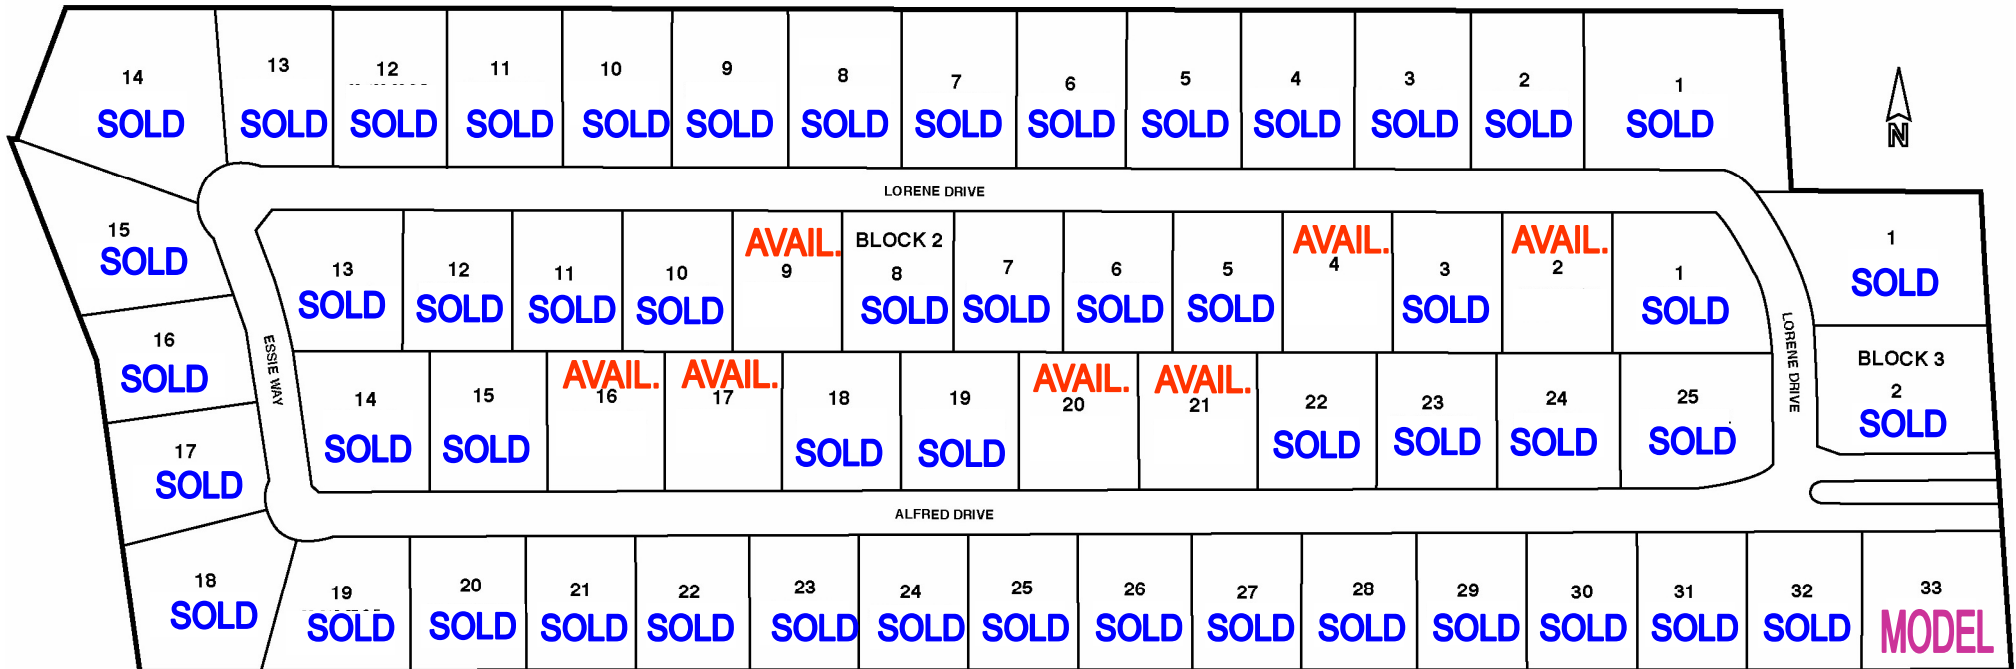 14 13 12 11 10 9 8 7 6 5 4 3 2 1
SOLD SOLD SOLD SOLD SOLD SOLD SOLD SOLD SOLD SOLD SOLD SOLD SOLD SOLD
N
LORENE DRIVE
15
SOLD
16
SOLD
17
SOLD
18
SOLD
ESSIE WAY
AVAIL. BLOCK 2 AVAIL. AVAIL.
13 12 11 10 9 8 7 6 5 4 3 2 1
SOLD SOLD SOLD SOLD SOLD SOLD SOLD SOLD SOLD SOLD
AVAIL. AVAIL. AVAIL. AVAIL.
14 15 16 17 18 19 20 21 22 23 24 25
SOLD SOLD SOLD SOLD SOLD SOLD SOLD SOLD
LORENE DRIVE
1
SOLD
BLOCK 3
2
SOLD
ALFRED DRIVE
19 20 21 22 23 24 25 26 27 28 29 30 31 32 33
SOLD SOLD SOLD SOLD SOLD SOLD SOLD SOLD SOLD SOLD SOLD SOLD SOLD SOLD MODEL